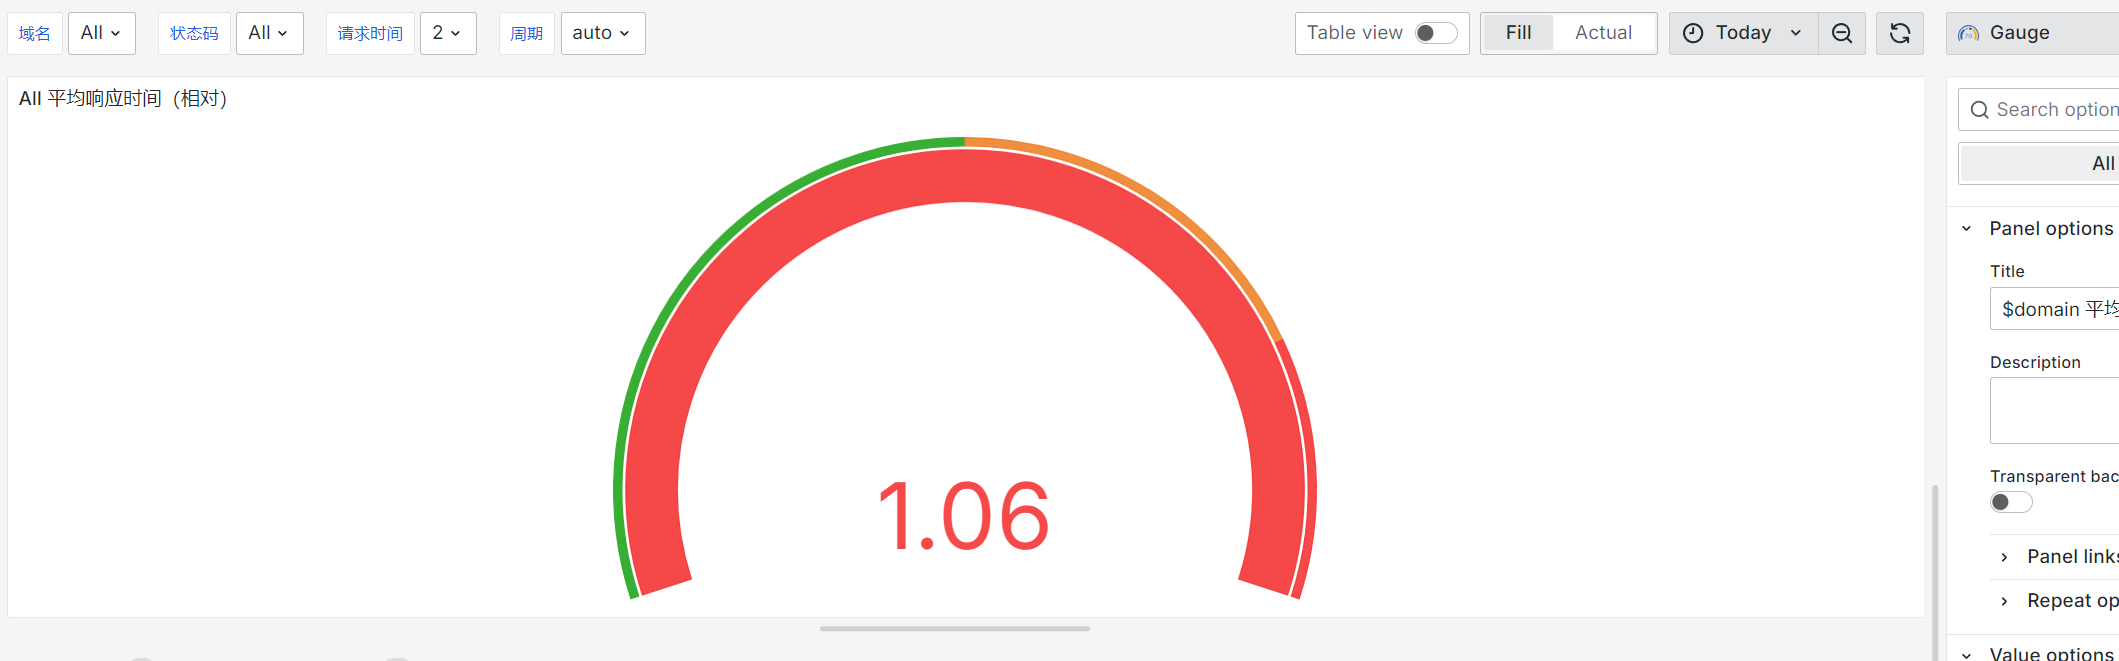 域名 All 状态码 All 请求时间 2 周期 auto Table view Fill Actual Today Gauge
All 平均响应时间（相对）
1.06
Search option
All
Panel options
Title
$domain 平均
Description
Transparent bac
Panel links
Repeat op
Value options